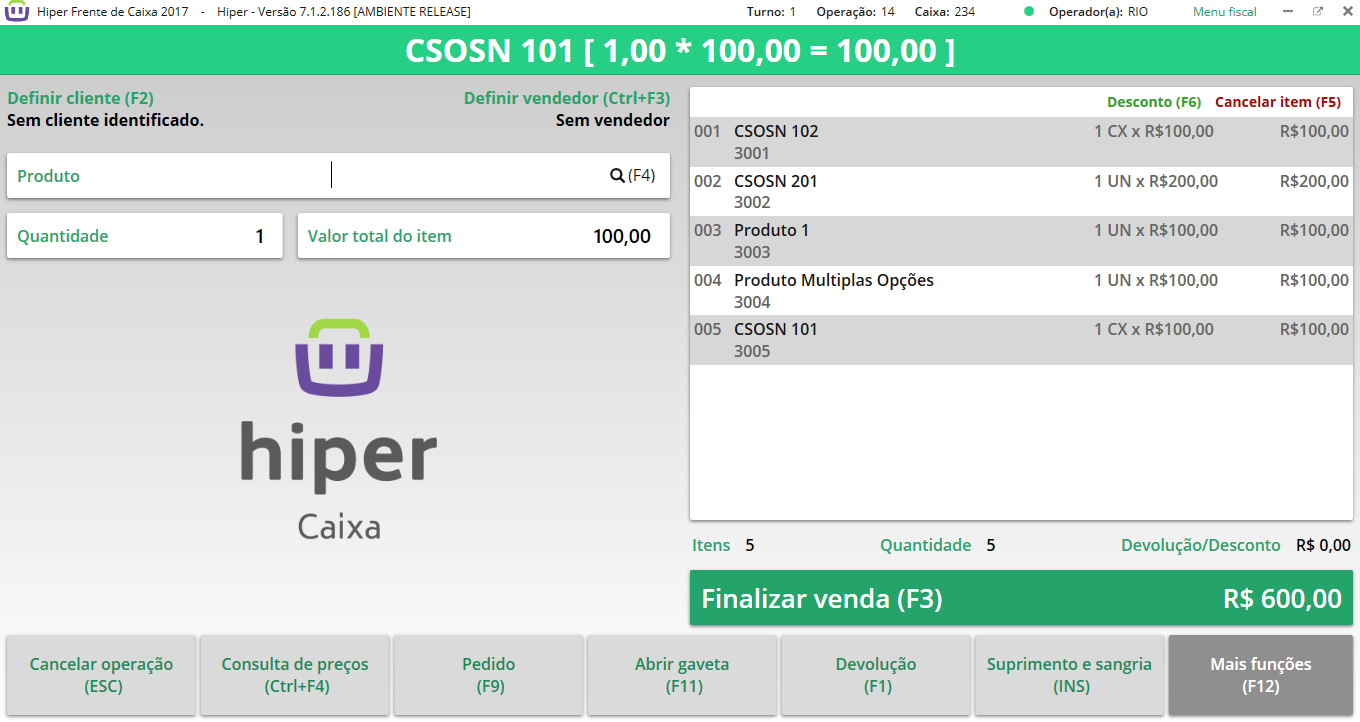 Hiper Frente de Caixa 2017 - Hiper - Versão 7.1.2.186 [AMBIENTE RELEASE] Turno: 1 Operação: 14 Caixa: 234 Operador(a): RIO Menu fiscal
CSOSN 101 [ 1,00 * 100,00 = 100,00 ]
Definir cliente (F2) Definir vendedor (Ctrl+F3)
Sem cliente identificado. Sem vendedor
Produto (F4)
Quantidade 1 Valor total do item 100,00
hiper
Caixa
Desconto (F6) Cancelar item (F5)
001 CSOSN 102 1 CX x R$100,00 R$100,00
3001
002 CSOSN 201 1 UN x R$200,00 R$200,00
3002
003 Produto 1 1 UN x R$100,00 R$100,00
3003
004 Produto Multiplas Opções 1 UN x R$100,00 R$100,00
3004
005 CSOSN 101 1 CX x R$100,00 R$100,00
3005
Itens 5 Quantidade 5 Devolução/Desconto R$ 0,00
Finalizar venda (F3) R$ 600,00
Cancelar operação
(ESC)
Consulta de preços
(Ctrl+F4)
Pedido
(F9)
Abrir gaveta
(F11)
Devolução
(F1)
Suprimento e sangria
(INS)
Mais funções
(F12)